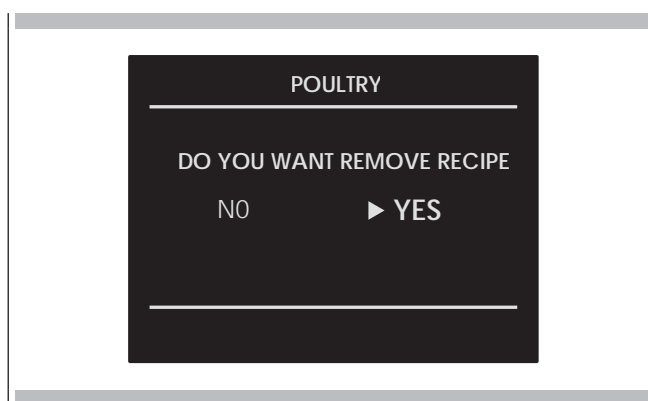 POULTRY
DO YOU WANT REMOVE RECIPE
N0 ▶ YES